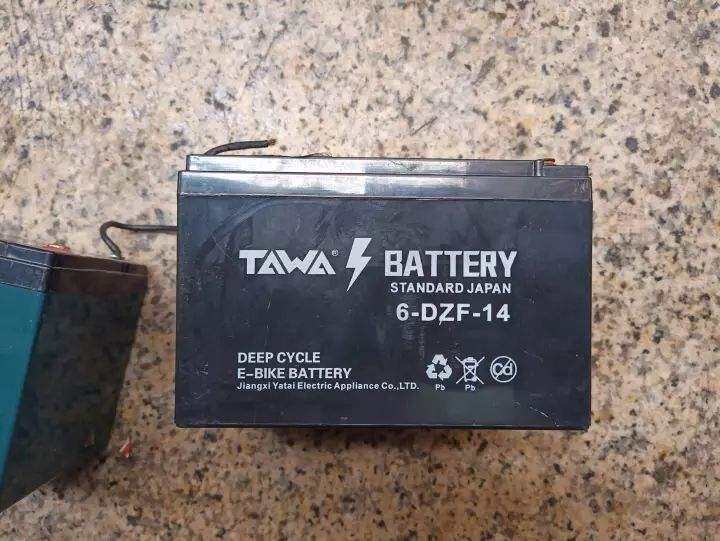 TAWA® BATTERY
STANDARD JAPAN
6-DZF-14
DEEP CYCLE
E-BIKE BATTERY
Jiangxi Yatai Electric Appliance Co.,LTD.
Pb Pb Cd